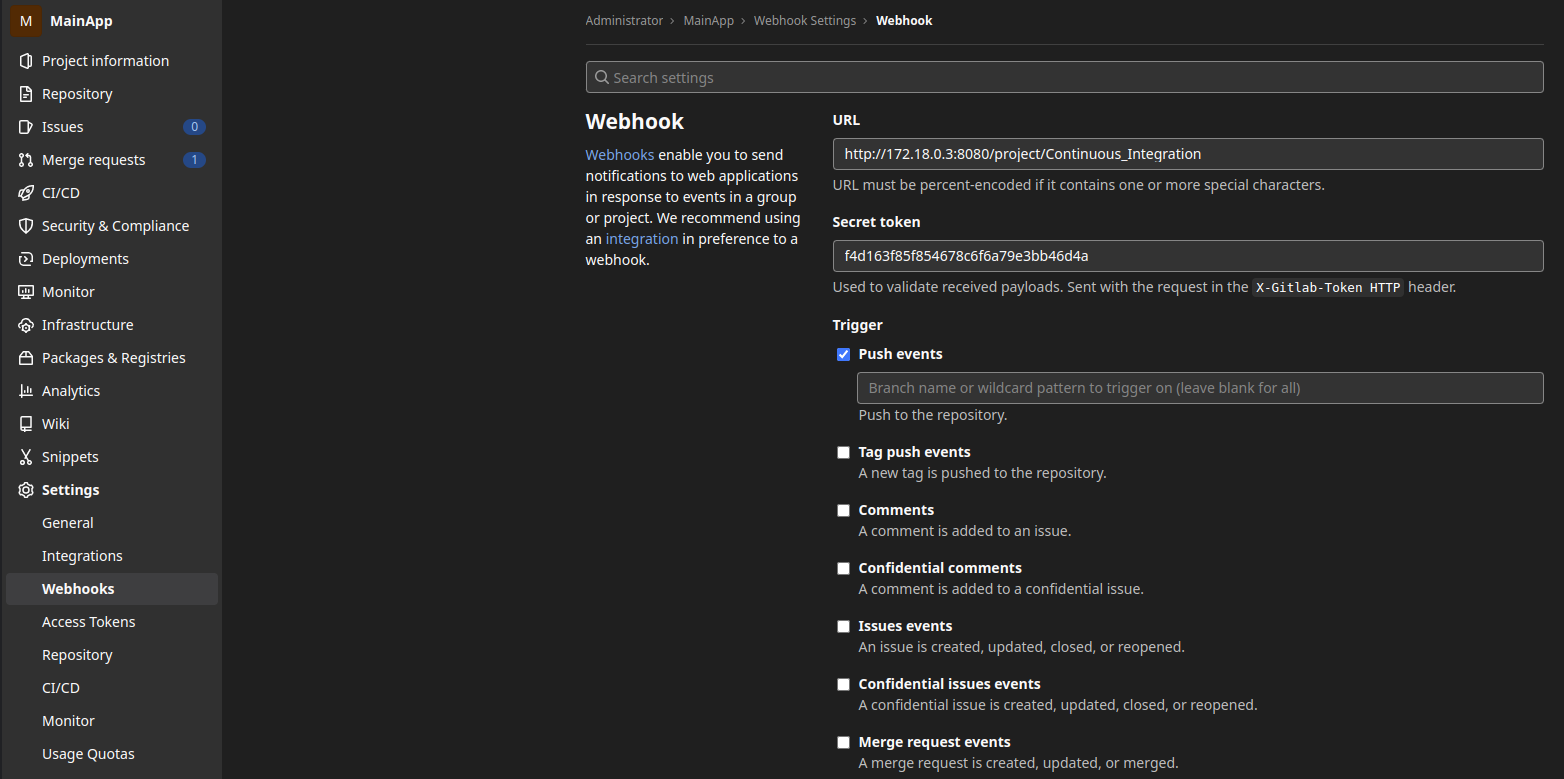 M MainApp
Project information
Repository
Issues 0
Merge requests 1
CI/CD
Security & Compliance
Deployments
Monitor
Infrastructure
Packages & Registries
Analytics
Wiki
Snippets
Settings
General
Integrations
Webhooks
Access Tokens
Repository
CI/CD
Monitor
Usage Quotas
Administrator › MainApp › Webhook Settings › Webhook
Search settings
Webhook
Webhooks enable you to send
notifications to web applications
in response to events in a group
or project. We recommend using
an integration in preference to a
webhook.
URL
http://172.18.0.3:8080/project/Continuous_Integration
URL must be percent-encoded if it contains one or more special characters.
Secret token
f4d163f85f854678c6f6a79e3bb46d4a
Used to validate received payloads. Sent with the request in the X-Gitlab-Token HTTP header.
Trigger
Push events
Branch name or wildcard pattern to trigger on (leave blank for all)
Push to the repository.
Tag push events
A new tag is pushed to the repository.
Comments
A comment is added to an issue.
Confidential comments
A comment is added to a confidential issue.
Issues events
An issue is created, updated, closed, or reopened.
Confidential issues events
A confidential issue is created, updated, closed, or reopened.
Merge request events
A merge request is created, updated, or merged.